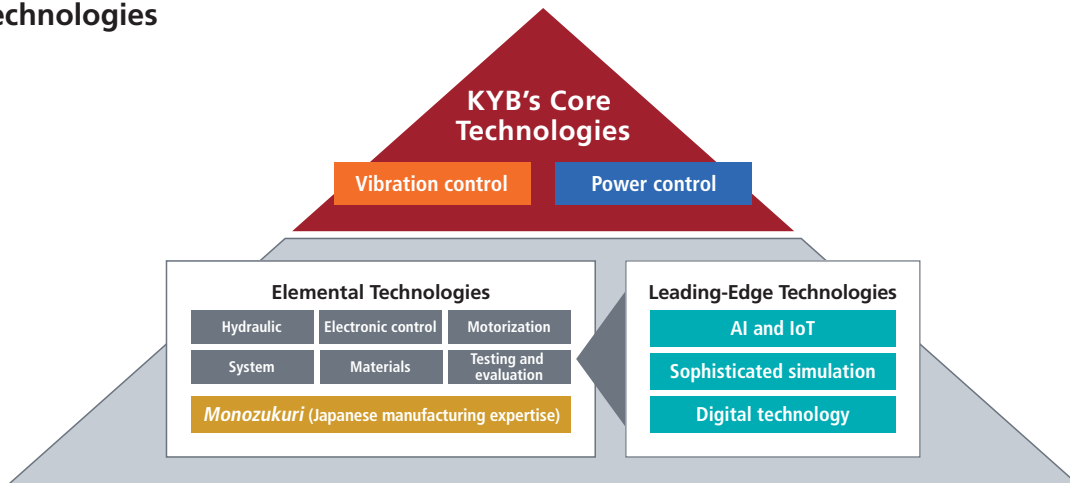 echnologies
KYB's Core
Technologies
Vibration control
Power control
Elemental Technologies
Hydraulic
Electronic control
Motorization
System
Materials
Testing and
evaluation
Monozukuri (Japanese manufacturing expertise)
Leading-Edge Technologies
AI and IoT
Sophisticated simulation
Digital technology